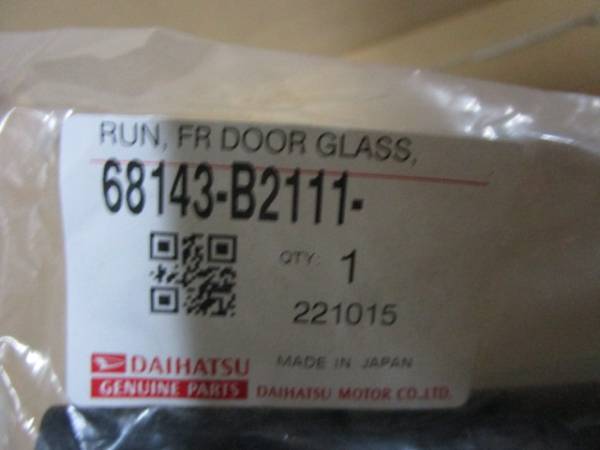 RUN, FR DOOR GLASS,
68143-B2111-
QTY: 1
221015
DAIHATSU MADE IN JAPAN
GENUINE PARTS DAIHATSU MOTOR CO.,LTD.